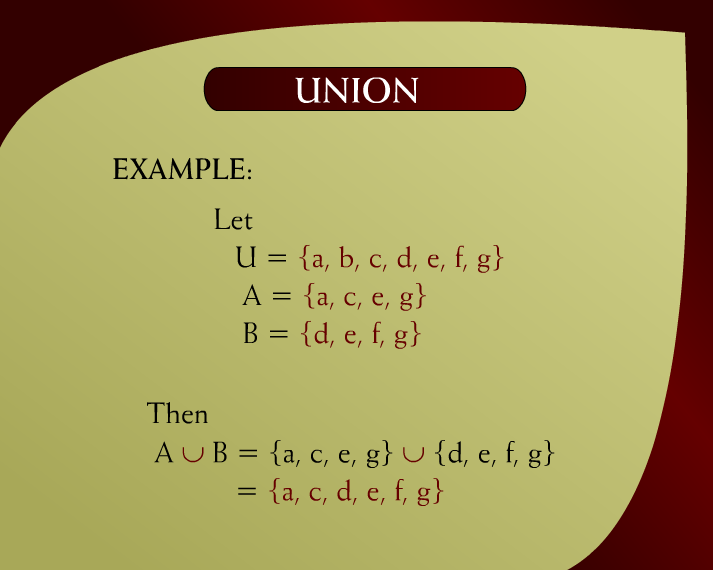 UNION
EXAMPLE:
Let
U = {a, b, c, d, e, f, g}
A = {a, c, e, g}
B = {d, e, f, g}
Then
A ∪ B = {a, c, e, g} ∪ {d, e, f, g}
= {a, c, d, e, f, g}